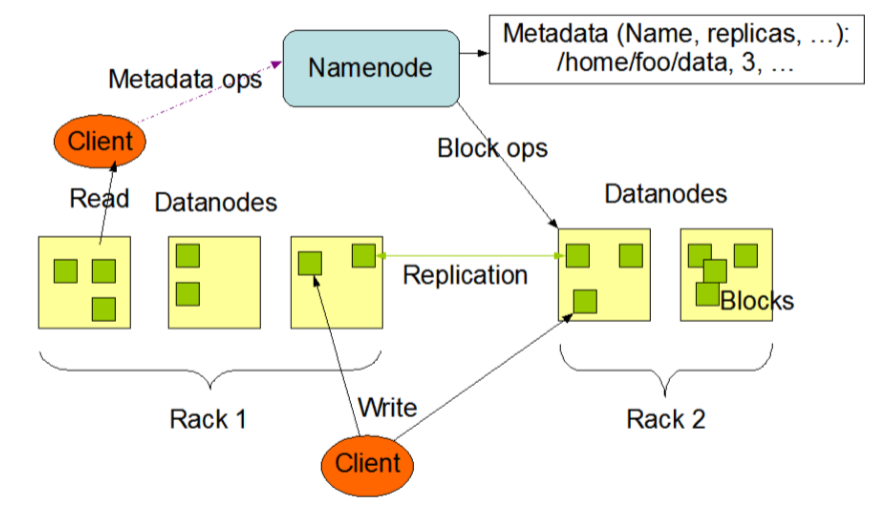 Metadata (Name, replicas, …):
/home/foo/data, 3, …
Namenode
Metadata ops
Client
Block ops
Read
Datanodes
Datanodes
Replication
Blocks
Rack 1
Write
Rack 2
Client